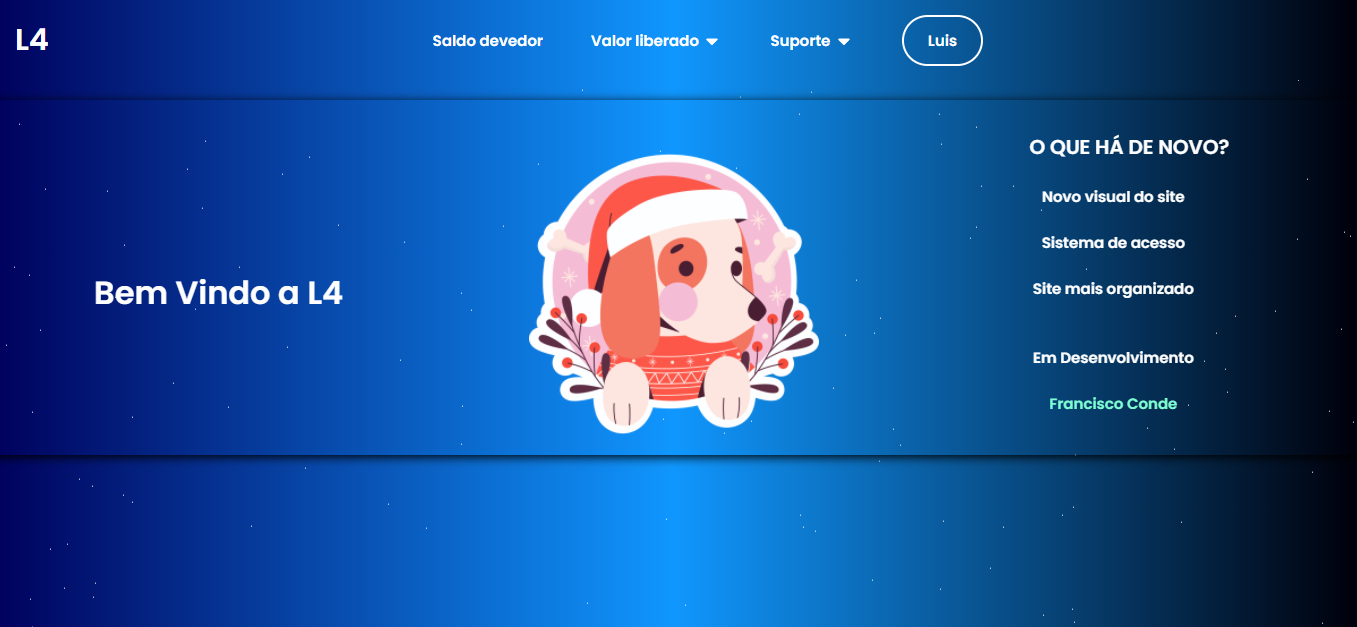 L4
Saldo devedor
Valor liberado
Suporte
Luis
Bem Vindo a L4
O QUE HÁ DE NOVO?
Novo visual do site
Sistema de acesso
Site mais organizado
Em Desenvolvimento
Francisco Conde